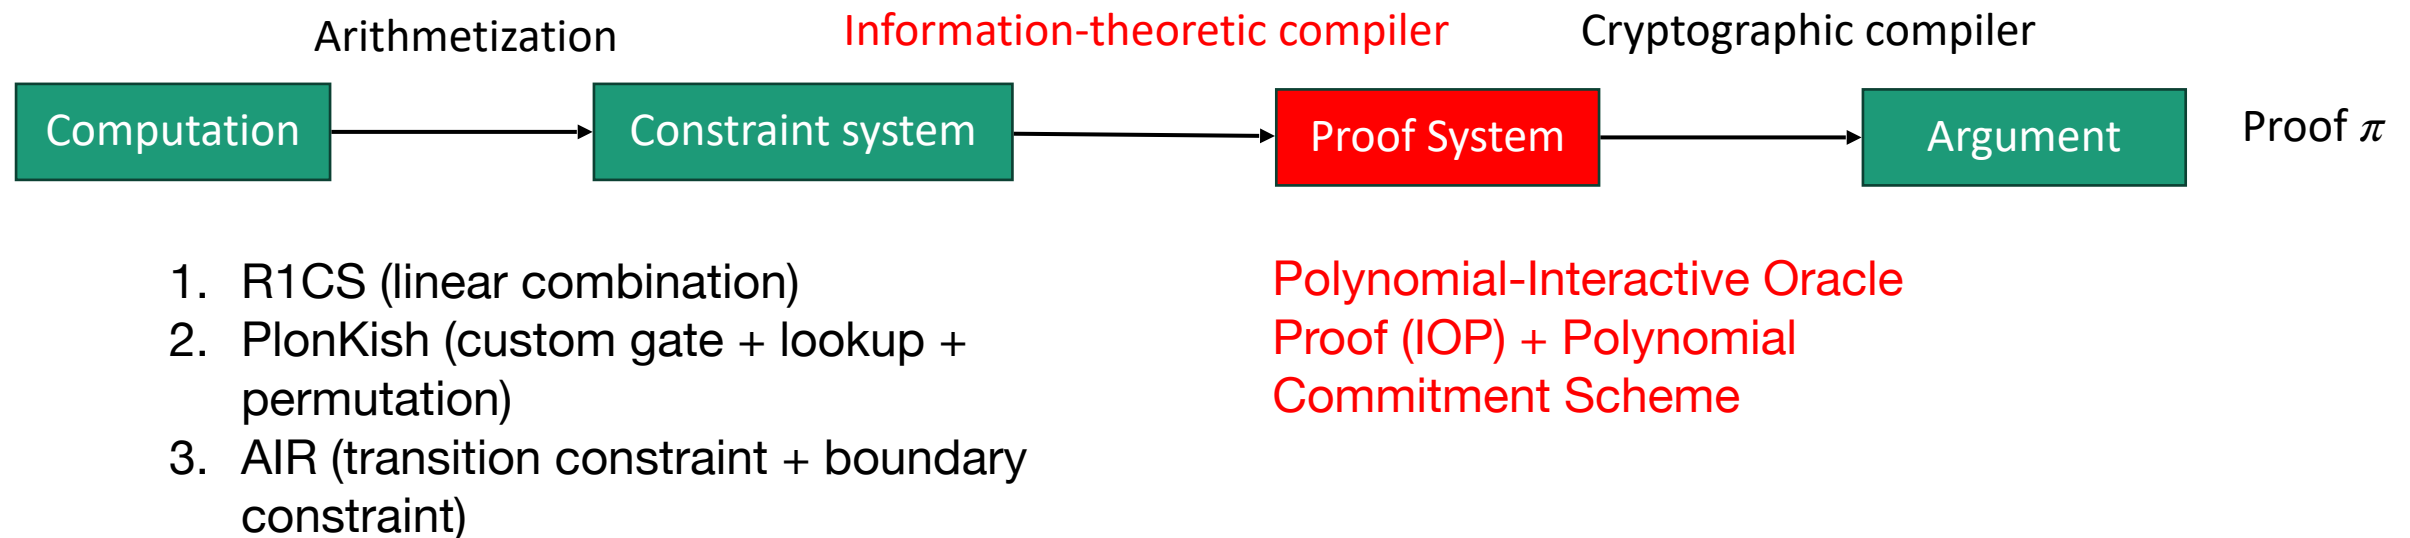 Arithmetization
Information-theoretic compiler
Cryptographic compiler
Computation
Constraint system
Proof System
Argument
Proof π
1. R1CS (linear combination)
2. PlonKish (custom gate + lookup +
permutation)
3. AIR (transition constraint + boundary
constraint)
Polynomial-Interactive Oracle
Proof (IOP) + Polynomial
Commitment Scheme